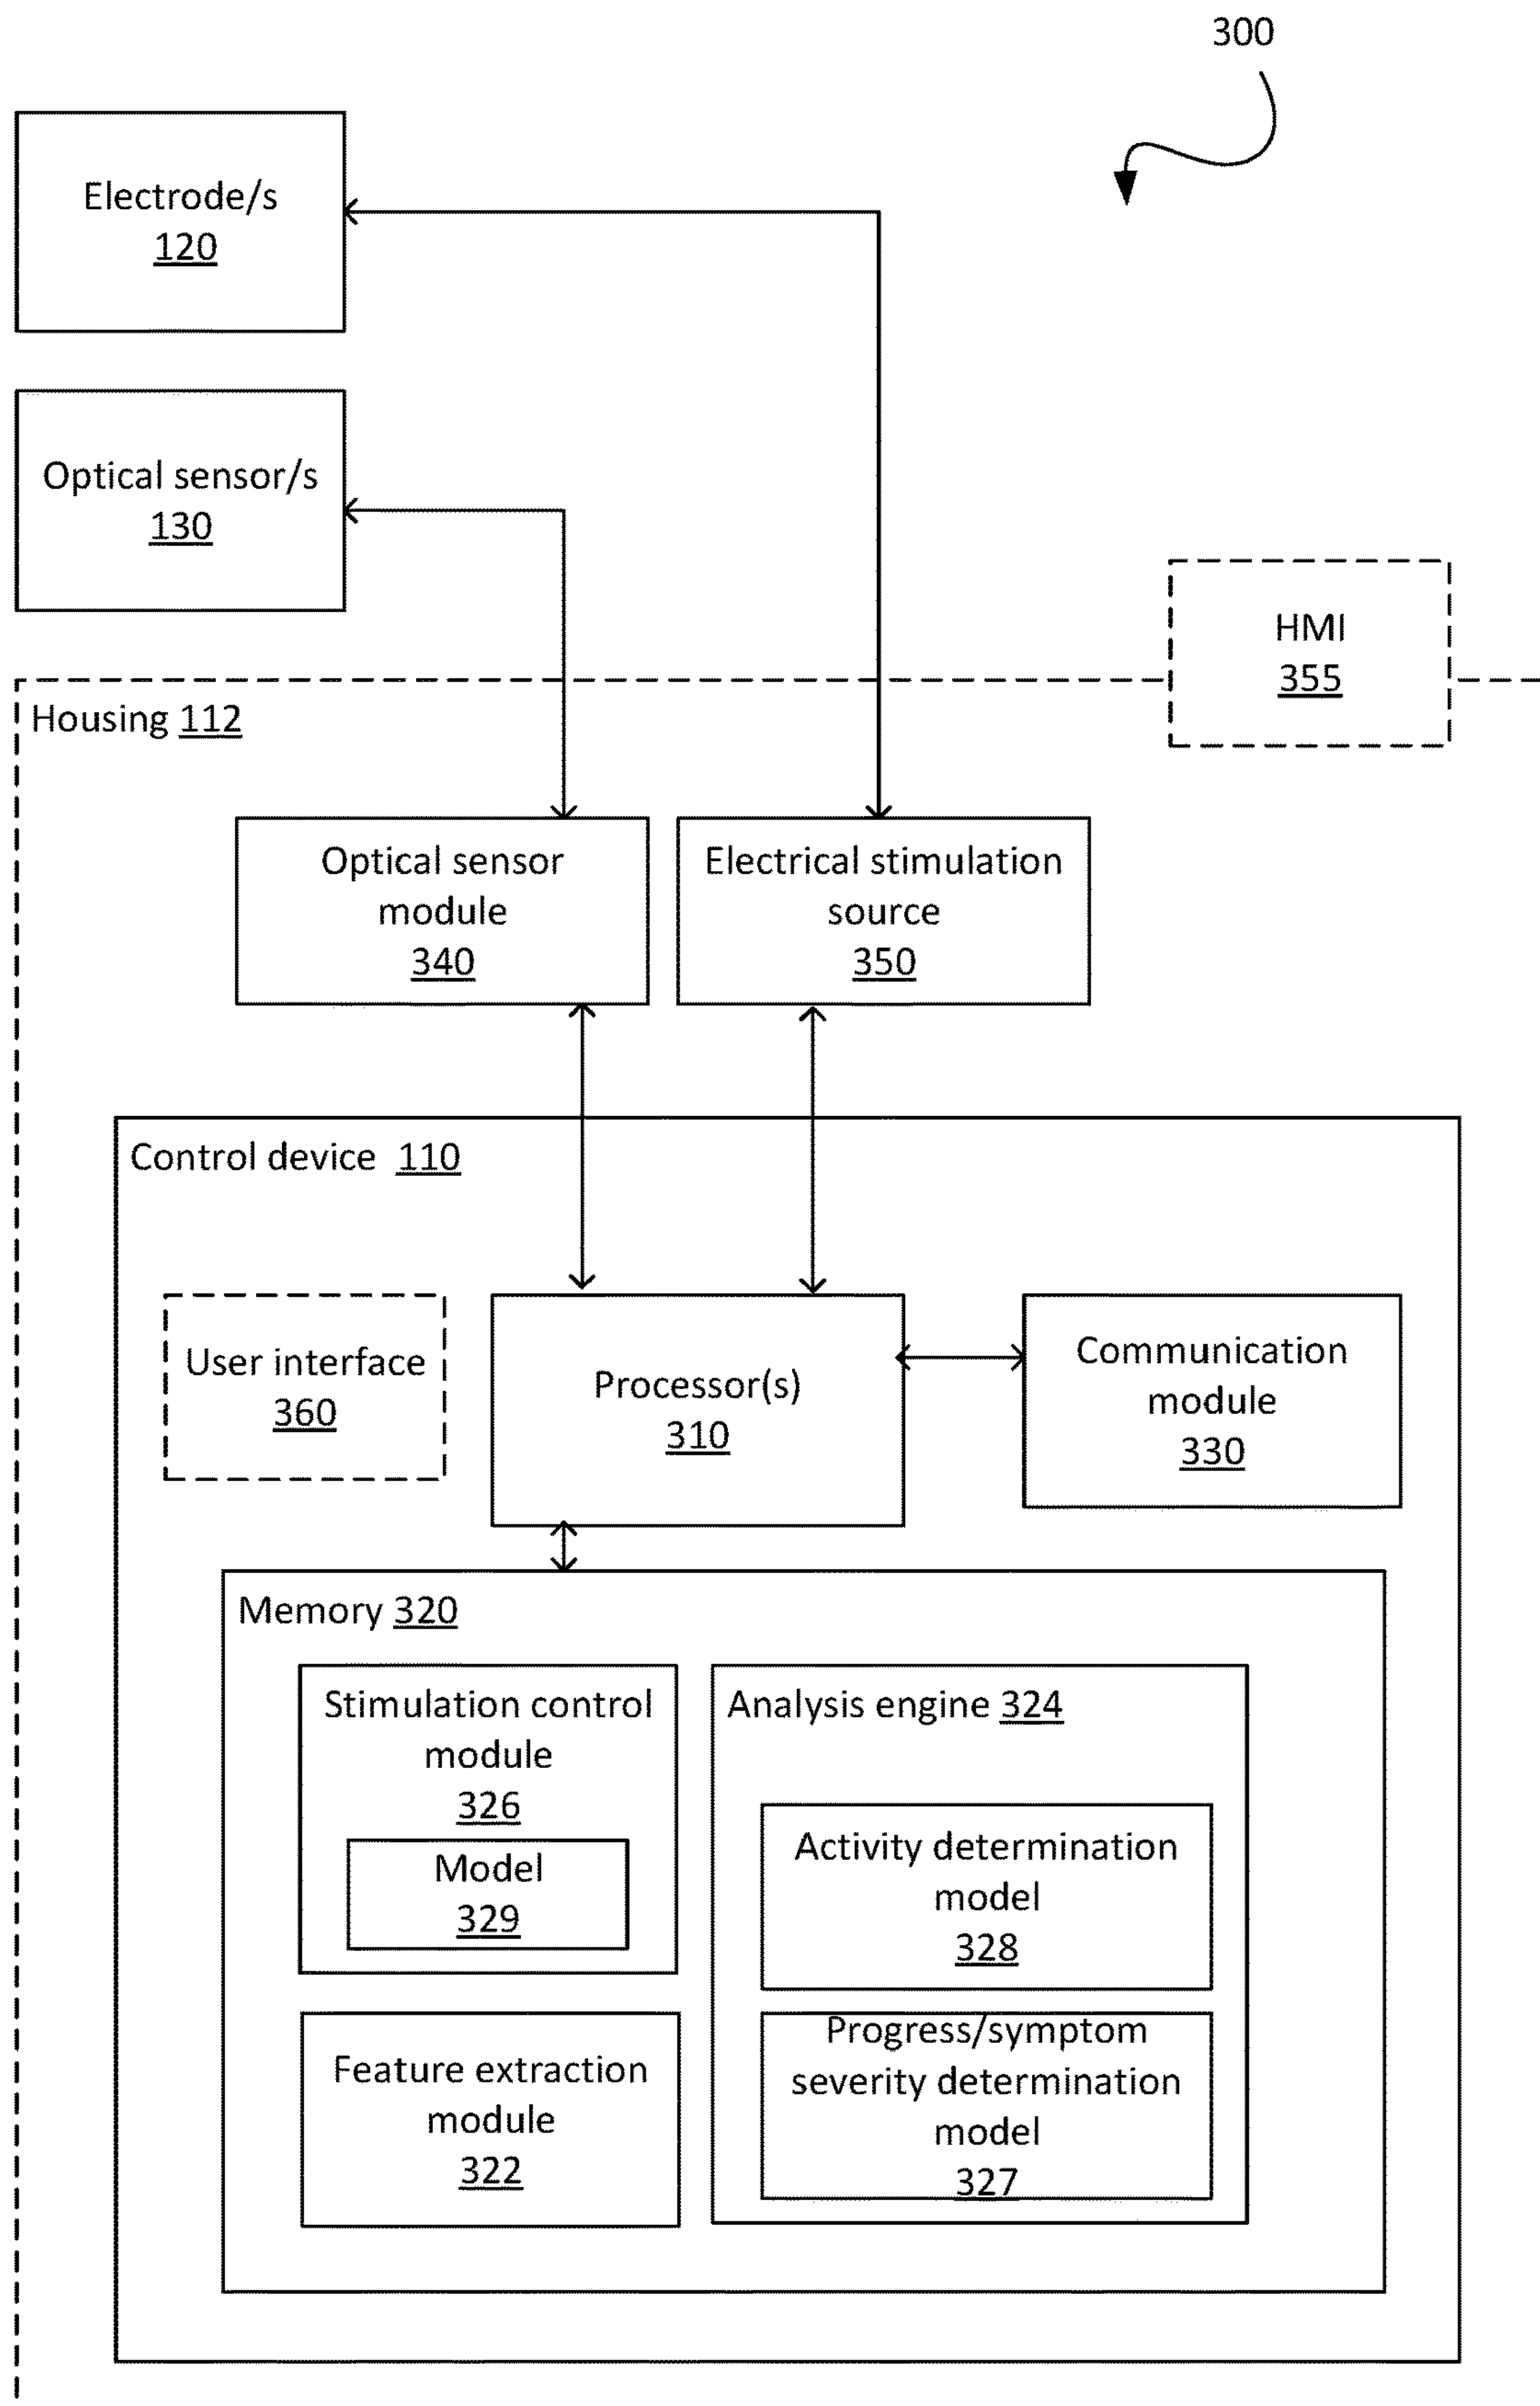 300
Electrode/s
120
Optical sensor/s
130
HMI
355
Housing 112
Optical sensor
module
340
Electrical stimulation
source
350
Control device 110
User interface
360
Processor(s)
310
Communication
module
330
Memory 320
Stimulation control
module
326
Model
329
Analysis engine 324
Activity determination
model
328
Feature extraction
module
322
Progress/symptom
severity determination
model
327